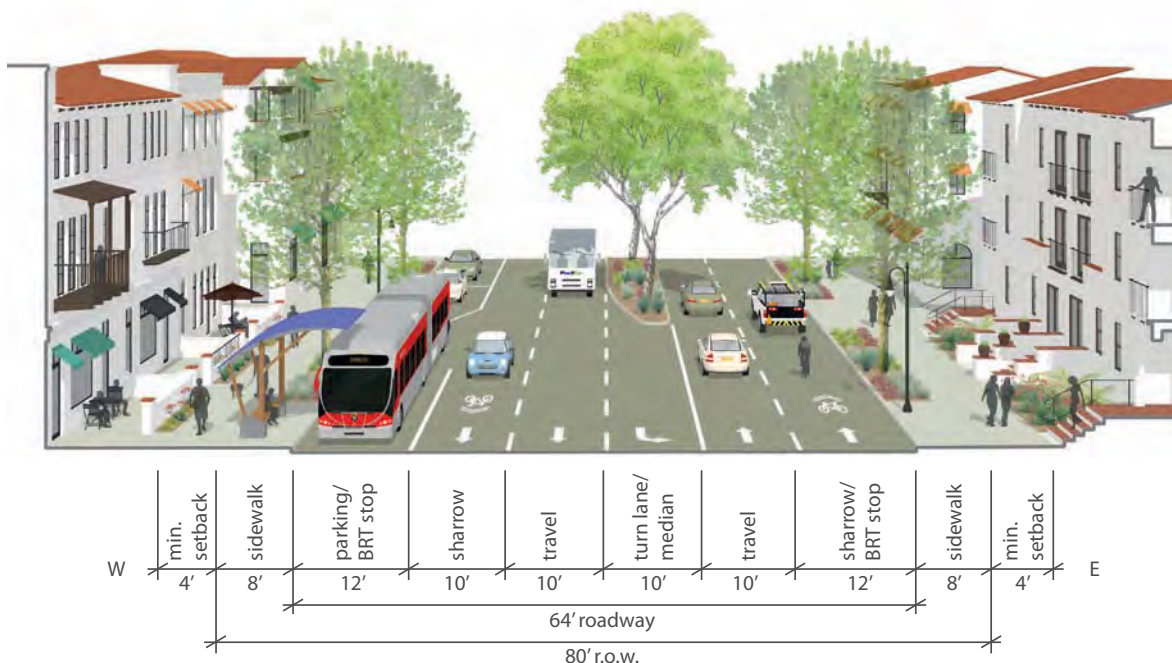 FedEx
min.
setback
sidewalk
parking/
BRT stop
sharrow
travel
turn lane/
median
travel
sharrow/
BRT stop
sidewalk
min.
setback
W
4’
8’
12’
10’
10’
10’
10’
12’
8’
4’
E
64’ roadway
80’ r.o.w.